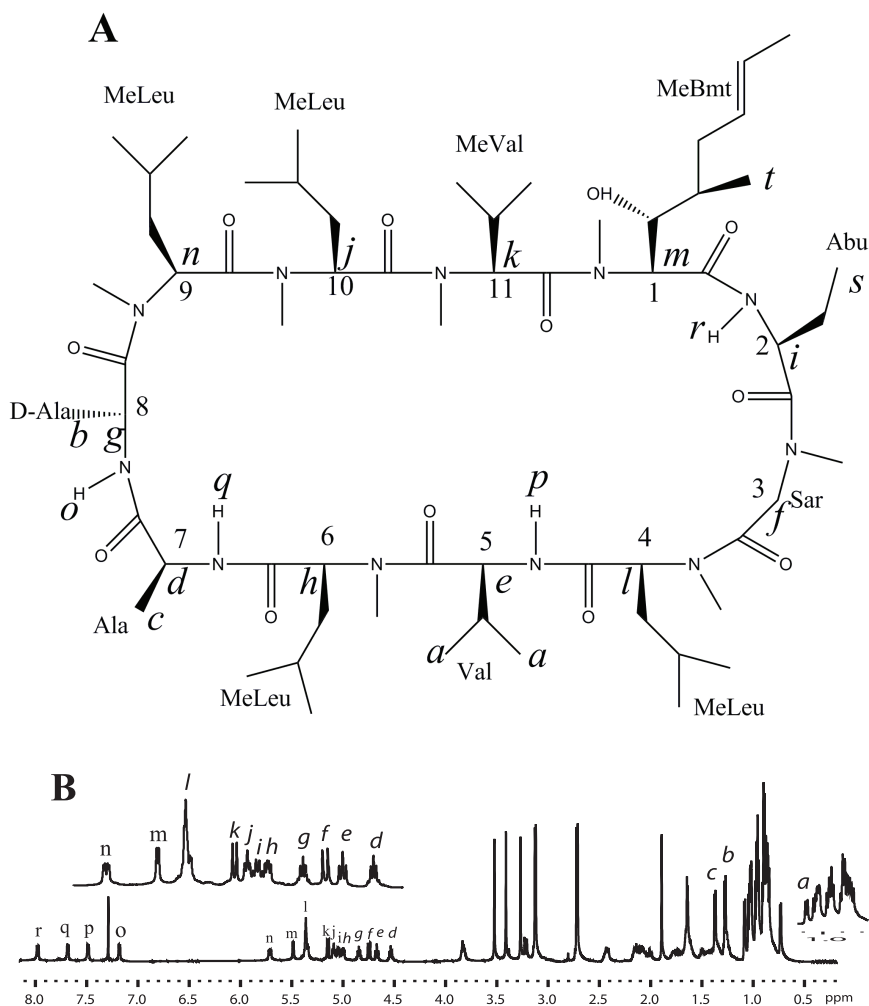 A
MeLeu
MeLeu
MeVal
MeBmt
t
OH
O
O
O
n
j
k
m
Abu
s
N
N
N
9
10
11
1
N
H
r
2
i
O
N
O
O
8
D-Ala
b
g
N
H
o
N
3
Sar
f
q
H
p
H
O
O
7
N
6
N
5
N
4
N
O
d
h
e
l
O
O
c
Ala
a
a
Val
MeLeu
MeLeu
B
l
n
m
k
j
i
h
g
f
e
d
c
b
a
r
q
p
o
n
m
l
k
j
i
h
g
f
e
d
1.0
8.0
7.5
7.0
6.5
6.0
5.5
5.0
4.5
4.0
3.5
3.0
2.5
2.0
1.5
1.0
0.5
ppm